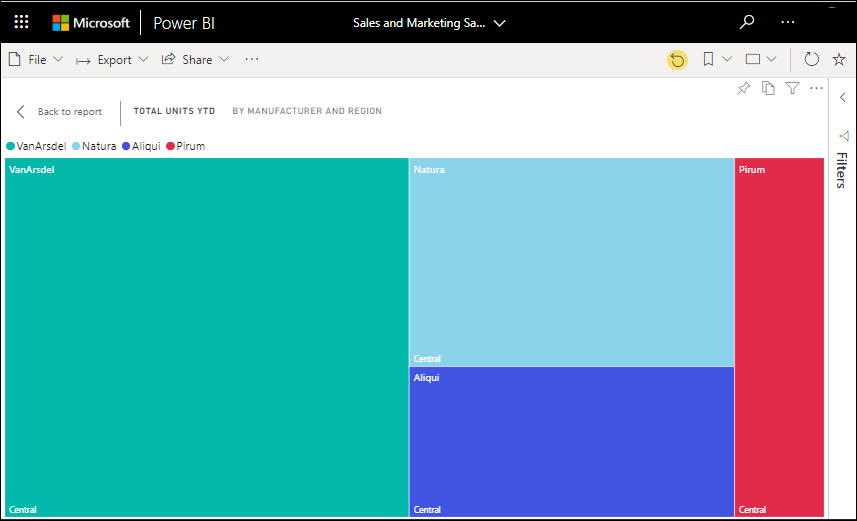 Microsoft Power BI Sales and Marketing Sa...
File Export Share
Back to report TOTAL UNITS YTD BY MANUFACTURER AND REGION
VanArsdel Natura Aliqui Pirum
Filters
VanArsdel
Central
Natura
Central
Aliqui
Central
Pirum
Central